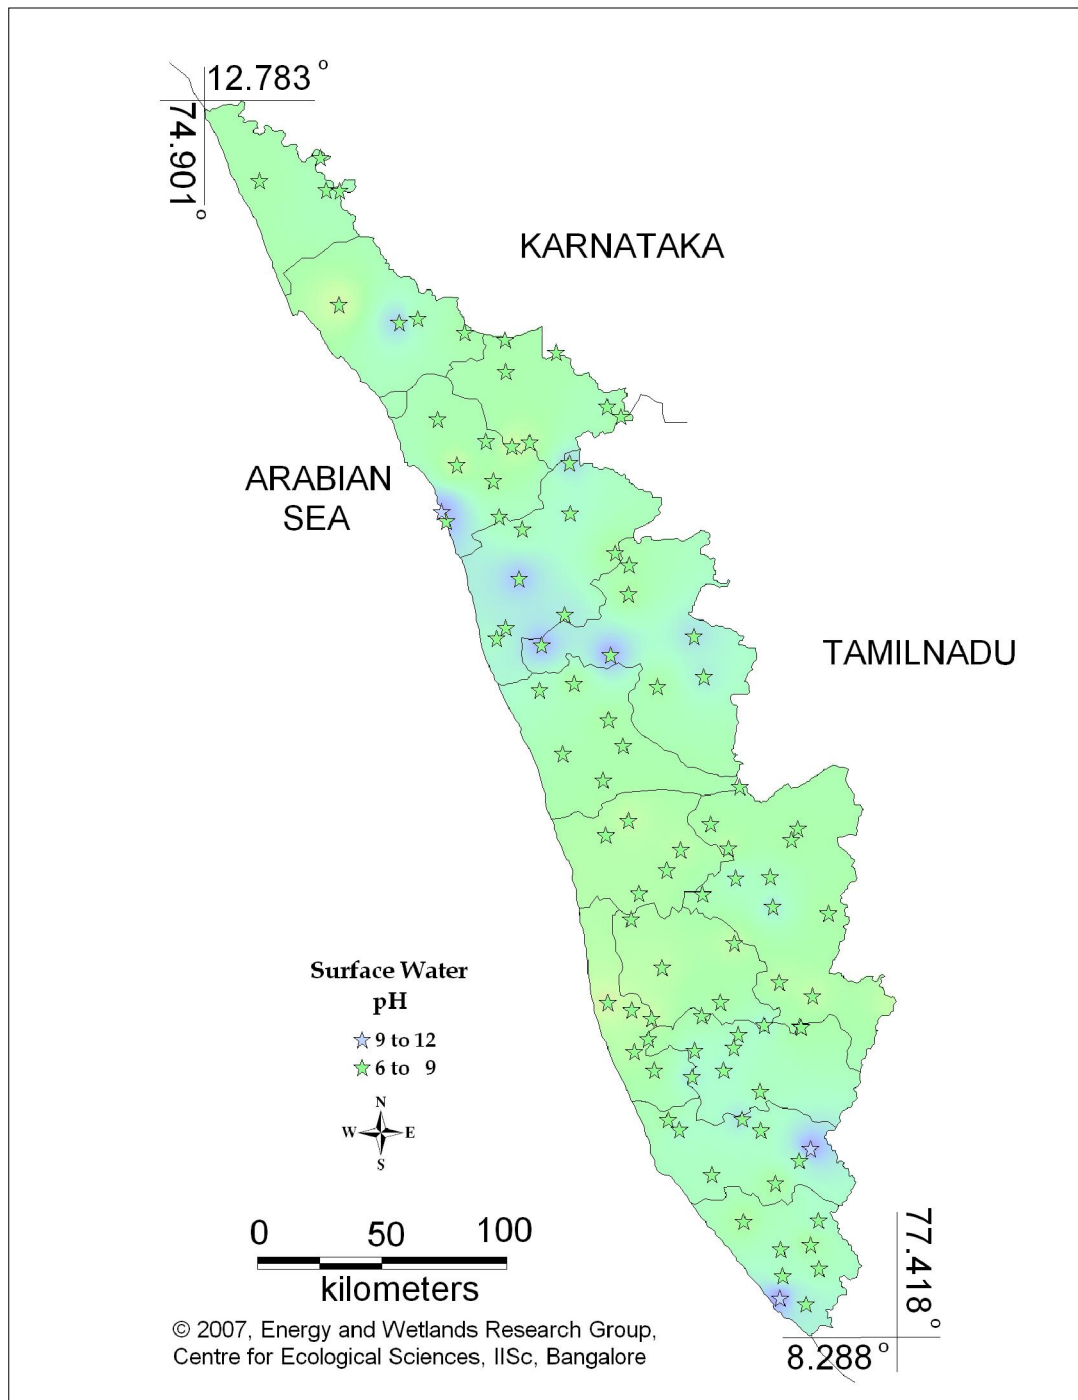 12.783 °
74.901°
KARNATAKA
ARABIAN
SEA
TAMILNADU
Surface Water
pH
9 to 12
6 to 9
N
W E
S
0 50 100
kilometers
77.418 °
8.288 °
© 2007, Energy and Wetlands Research Group,
Centre for Ecological Sciences, IISc, Bangalore